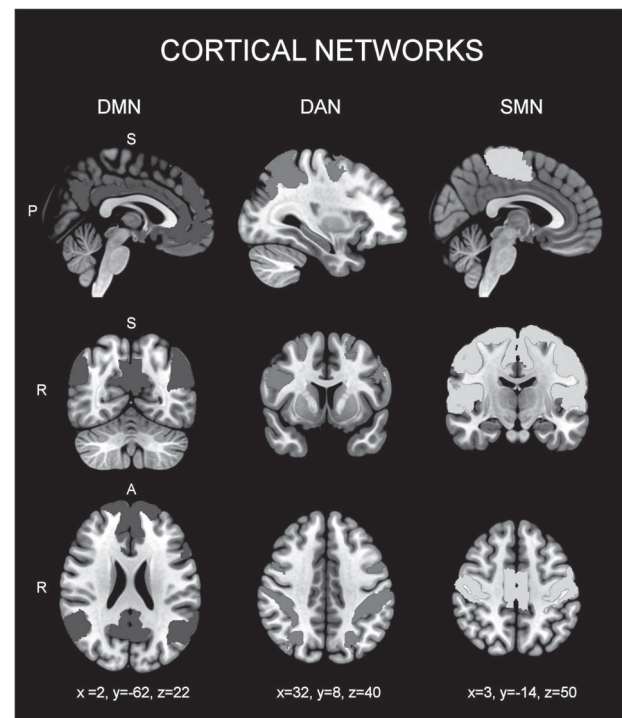 CORTICAL NETWORKS
DMN DAN SMN
S
P
S
R
A
R
x =2, y=-62, z=22 x=32, y=8, z=40 x=3, y=-14, z=50